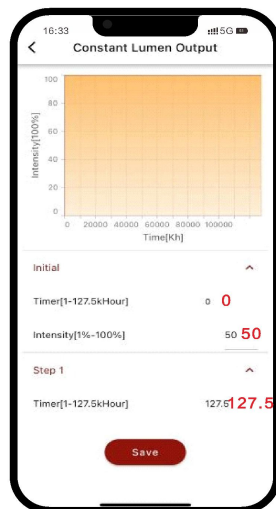 16:33 5G
Constant Lumen Output
Intensity[100%]
100
80
60
40
20
0
0 20000 40000 60000 80000 100000
Time[Kh]
Initial
Timer[1-127.5kHour] 0 0
Intensity[1%-100%] 50 50
Step 1
Timer[1-127.5kHour] 127.5 127.5
Save